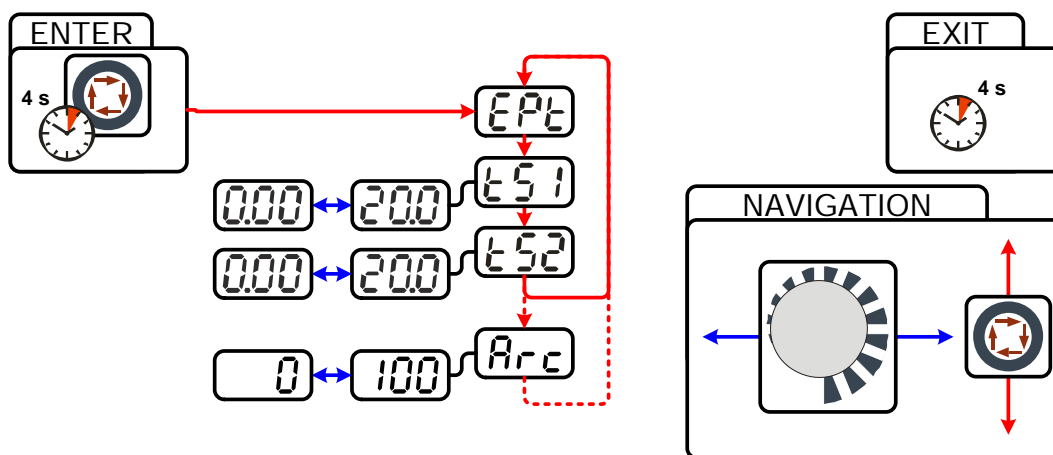 ENTER
4 s
EPt
tS1
0.00 20.0
tS2
0.00 20.0
Arc
0 100
EXIT
4 s
NAVIGATION